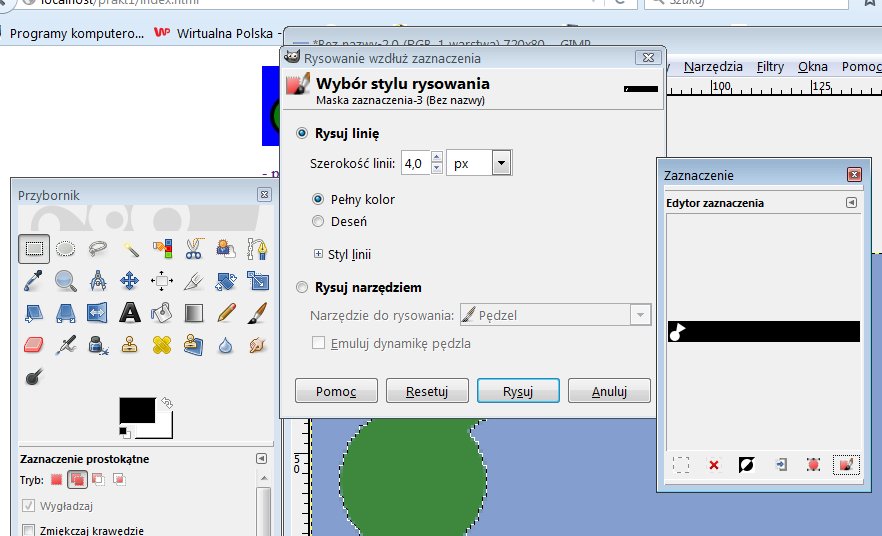 localhost/prakt1/index.html
Szukaj
Programy komputero...
Wirtualna Polska -
*Bez nazwy-2.0 (RGB, 1 warstwa) 720x80 – GIMP
Narzędzia Filtry Okna Pomoc
100 125
Rysowanie wzdłuż zaznaczenia
Wybór stylu rysowania
Maska zaznaczenia-3 (Bez nazwy)
Rysuj linię
Szerokość linii: 4,0 px
Pełny kolor
Deseń
Styl linii
Rysuj narzędziem
Narzędzie do rysowania: Pędzel
Emuluj dynamikę pędzla
Pomoc Resetuj Rysuj Anuluj
Przybornik
Zaznaczenie prostokątne
Tryb:
Wygładzaj
Zmiękczaj krawędzie
50
Zaznaczenie
Edytor zaznaczenia